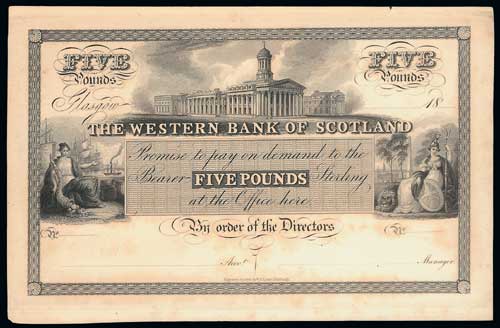 FIVE FIVE
Pounds Pounds
Glasgow 18
THE WESTERN BANK OF SCOTLAND
Promise to pay on demand to the
Bearer FIVE POUNDS Sterling
at the Office here.
By order of the Directors
No. No.
Acct. Manager